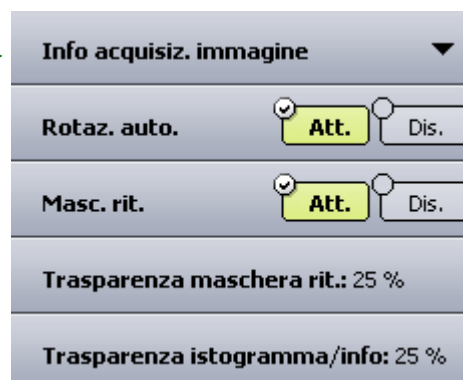 Info acquisiz. immagine
Rotaz. auto. Att. Dis.
Masc. rit. Att. Dis.
Trasparenza maschera rit.: 25 %
Trasparenza istogramma/info: 25 %